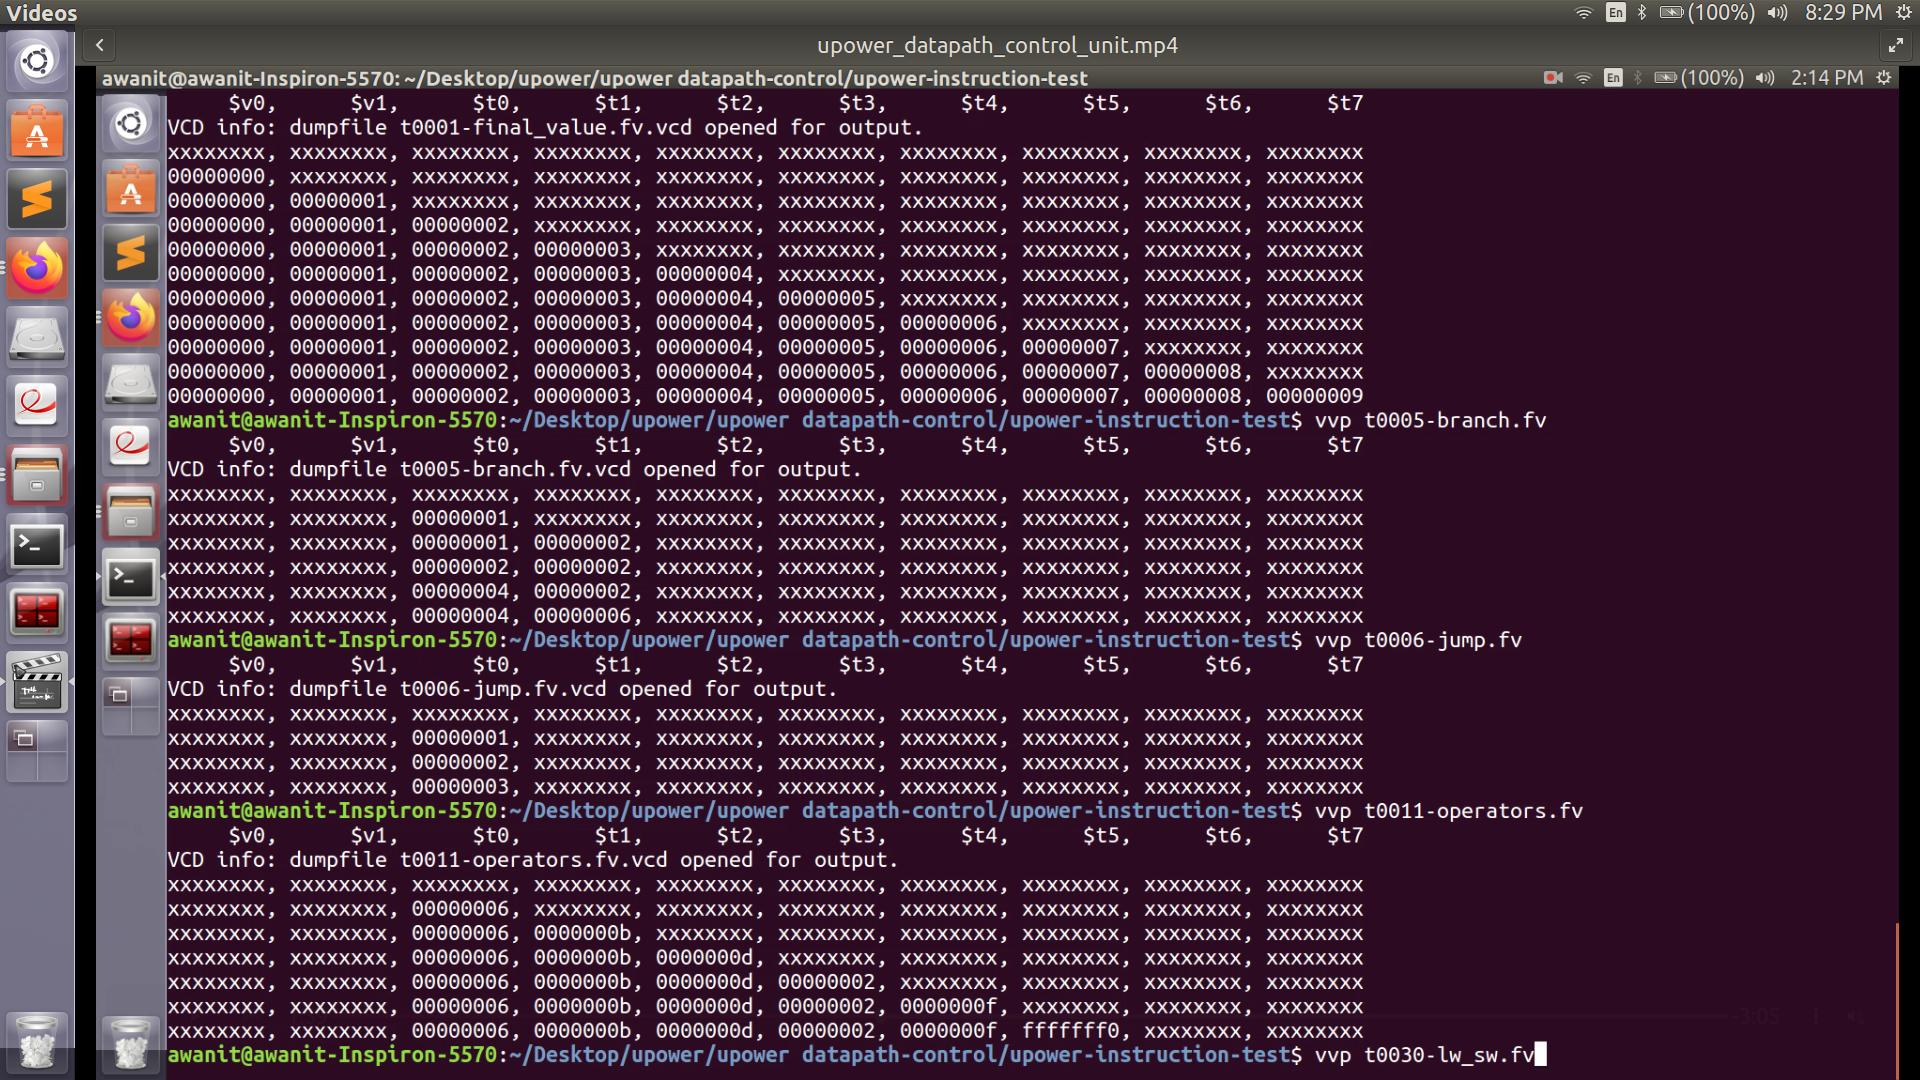 Videos
En (100%) 8:29 PM
upower_datapath_control_unit.mp4
awanit@awanit-Inspiron-5570: ~/Desktop/upower/upower datapath-control/upower-instruction-test
En (100%) 2:14 PM
$v0, $v1, $t0, $t1, $t2, $t3, $t4, $t5, $t6, $t7
VCD info: dumpfile t0001-final_value.fv.vcd opened for output.
xxxxxxxx, xxxxxxxx, xxxxxxxx, xxxxxxxx, xxxxxxxx, xxxxxxxx, xxxxxxxx, xxxxxxxx, xxxxxxxx, xxxxxxxx
00000000, xxxxxxxx, xxxxxxxx, xxxxxxxx, xxxxxxxx, xxxxxxxx, xxxxxxxx, xxxxxxxx, xxxxxxxx, xxxxxxxx
00000000, 00000001, xxxxxxxx, xxxxxxxx, xxxxxxxx, xxxxxxxx, xxxxxxxx, xxxxxxxx, xxxxxxxx, xxxxxxxx
00000000, 00000001, 00000002, xxxxxxxx, xxxxxxxx, xxxxxxxx, xxxxxxxx, xxxxxxxx, xxxxxxxx, xxxxxxxx
00000000, 00000001, 00000002, 00000003, xxxxxxxx, xxxxxxxx, xxxxxxxx, xxxxxxxx, xxxxxxxx, xxxxxxxx
00000000, 00000001, 00000002, 00000003, 00000004, xxxxxxxx, xxxxxxxx, xxxxxxxx, xxxxxxxx, xxxxxxxx
00000000, 00000001, 00000002, 00000003, 00000004, 00000005, xxxxxxxx, xxxxxxxx, xxxxxxxx, xxxxxxxx
00000000, 00000001, 00000002, 00000003, 00000004, 00000005, 00000006, xxxxxxxx, xxxxxxxx, xxxxxxxx
00000000, 00000001, 00000002, 00000003, 00000004, 00000005, 00000006, 00000007, xxxxxxxx, xxxxxxxx
00000000, 00000001, 00000002, 00000003, 00000004, 00000005, 00000006, 00000007, 00000008, xxxxxxxx
00000000, 00000001, 00000002, 00000003, 00000004, 00000005, 00000006, 00000007, 00000008, 00000009
awanit@awanit-Inspiron-5570:~/Desktop/upower/upower datapath-control/upower-instruction-test$ vvp t0005-branch.fv
$v0, $v1, $t0, $t1, $t2, $t3, $t4, $t5, $t6, $t7
VCD info: dumpfile t0005-branch.fv.vcd opened for output.
xxxxxxxx, xxxxxxxx, xxxxxxxx, xxxxxxxx, xxxxxxxx, xxxxxxxx, xxxxxxxx, xxxxxxxx, xxxxxxxx, xxxxxxxx
xxxxxxxx, xxxxxxxx, 00000001, xxxxxxxx, xxxxxxxx, xxxxxxxx, xxxxxxxx, xxxxxxxx, xxxxxxxx, xxxxxxxx
xxxxxxxx, xxxxxxxx, 00000001, 00000002, xxxxxxxx, xxxxxxxx, xxxxxxxx, xxxxxxxx, xxxxxxxx, xxxxxxxx
xxxxxxxx, xxxxxxxx, 00000002, 00000002, xxxxxxxx, xxxxxxxx, xxxxxxxx, xxxxxxxx, xxxxxxxx, xxxxxxxx
xxxxxxxx, xxxxxxxx, 00000004, 00000002, xxxxxxxx, xxxxxxxx, xxxxxxxx, xxxxxxxx, xxxxxxxx, xxxxxxxx
xxxxxxxx, xxxxxxxx, 00000004, 00000006, xxxxxxxx, xxxxxxxx, xxxxxxxx, xxxxxxxx, xxxxxxxx, xxxxxxxx
awanit@awanit-Inspiron-5570:~/Desktop/upower/upower datapath-control/upower-instruction-test$ vvp t0006-jump.fv
$v0, $v1, $t0, $t1, $t2, $t3, $t4, $t5, $t6, $t7
VCD info: dumpfile t0006-jump.fv.vcd opened for output.
xxxxxxxx, xxxxxxxx, xxxxxxxx, xxxxxxxx, xxxxxxxx, xxxxxxxx, xxxxxxxx, xxxxxxxx, xxxxxxxx, xxxxxxxx
xxxxxxxx, xxxxxxxx, 00000001, xxxxxxxx, xxxxxxxx, xxxxxxxx, xxxxxxxx, xxxxxxxx, xxxxxxxx, xxxxxxxx
xxxxxxxx, xxxxxxxx, 00000002, xxxxxxxx, xxxxxxxx, xxxxxxxx, xxxxxxxx, xxxxxxxx, xxxxxxxx, xxxxxxxx
xxxxxxxx, xxxxxxxx, 00000003, xxxxxxxx, xxxxxxxx, xxxxxxxx, xxxxxxxx, xxxxxxxx, xxxxxxxx, xxxxxxxx
awanit@awanit-Inspiron-5570:~/Desktop/upower/upower datapath-control/upower-instruction-test$ vvp t0011-operators.fv
$v0, $v1, $t0, $t1, $t2, $t3, $t4, $t5, $t6, $t7
VCD info: dumpfile t0011-operators.fv.vcd opened for output.
xxxxxxxx, xxxxxxxx, xxxxxxxx, xxxxxxxx, xxxxxxxx, xxxxxxxx, xxxxxxxx, xxxxxxxx, xxxxxxxx, xxxxxxxx
xxxxxxxx, xxxxxxxx, 00000006, xxxxxxxx, xxxxxxxx, xxxxxxxx, xxxxxxxx, xxxxxxxx, xxxxxxxx, xxxxxxxx
xxxxxxxx, xxxxxxxx, 00000006, 0000000b, xxxxxxxx, xxxxxxxx, xxxxxxxx, xxxxxxxx, xxxxxxxx, xxxxxxxx
xxxxxxxx, xxxxxxxx, 00000006, 0000000b, 0000000d, xxxxxxxx, xxxxxxxx, xxxxxxxx, xxxxxxxx, xxxxxxxx
xxxxxxxx, xxxxxxxx, 00000006, 0000000b, 0000000d, 00000002, xxxxxxxx, xxxxxxxx, xxxxxxxx, xxxxxxxx
xxxxxxxx, xxxxxxxx, 00000006, 0000000b, 0000000d, 00000002, 0000000f, xxxxxxxx, xxxxxxxx, xxxxxxxx
-3:05
xxxxxxxx, xxxxxxxx, 00000006, 0000000b, 0000000d, 00000002, 0000000f, fffffff0, xxxxxxxx, xxxxxxxx
awanit@awanit-Inspiron-5570:~/Desktop/upower/upower datapath-control/upower-instruction-test$ vvp t0030-lw_sw.fv